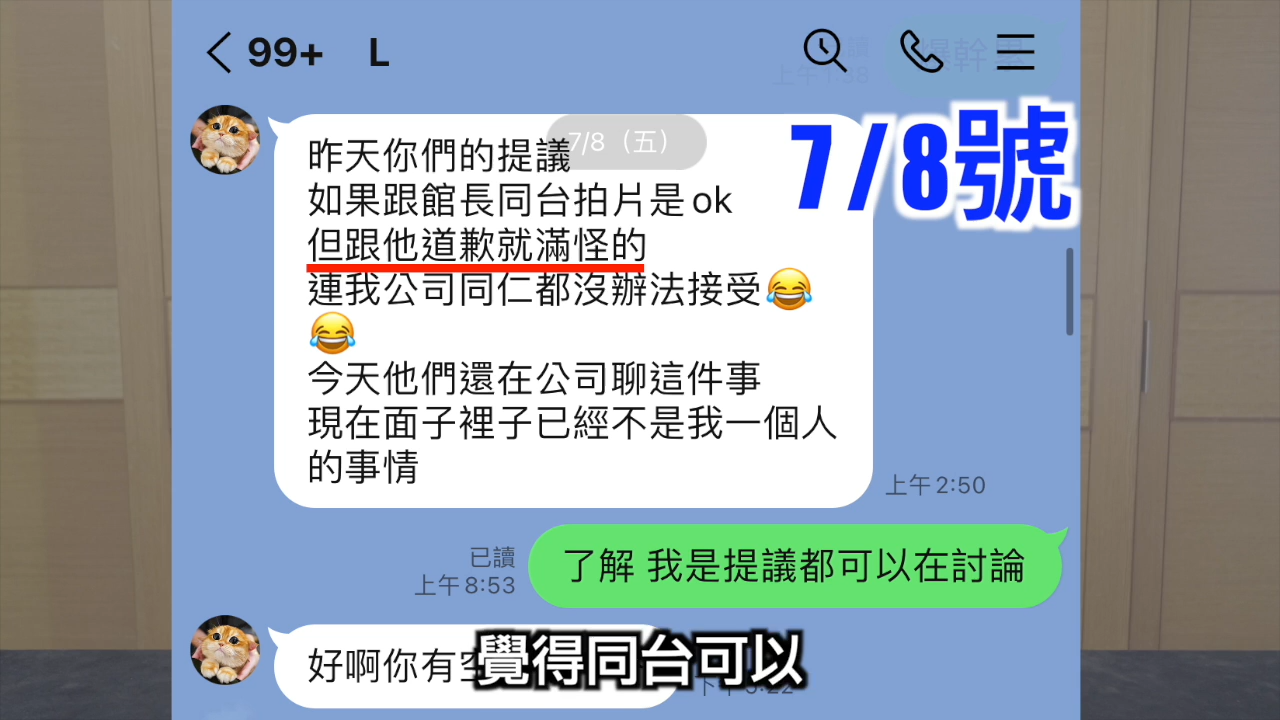 99+ L
7/8（五）
7/8號
昨天你們的提議
如果跟館長同台拍片是ok
但跟他道歉就滿怪的
連我公司同仁都沒辦法接受😂
😂
今天他們還在公司聊這件事
現在面子裡子已經不是我一個人
的事情
上午2:50
已讀
上午8:53
了解 我是提議都可以在討論
好啊你有
覺得同台可以